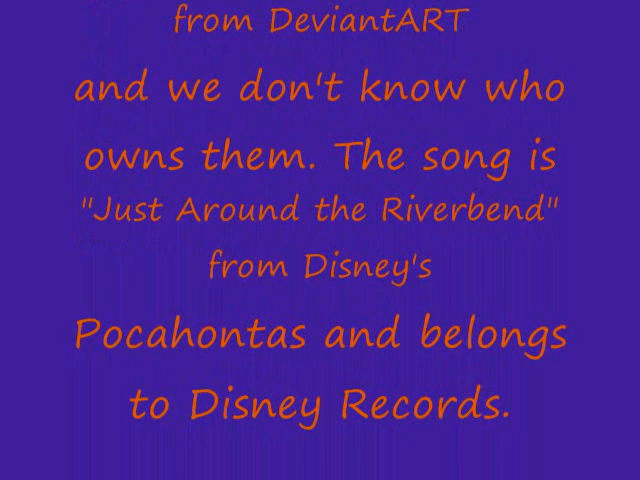 from DeviantART
and we don't know who
owns them. The song is
"Just Around the Riverbend"
from Disney's
Pocahontas and belongs
to Disney Records.